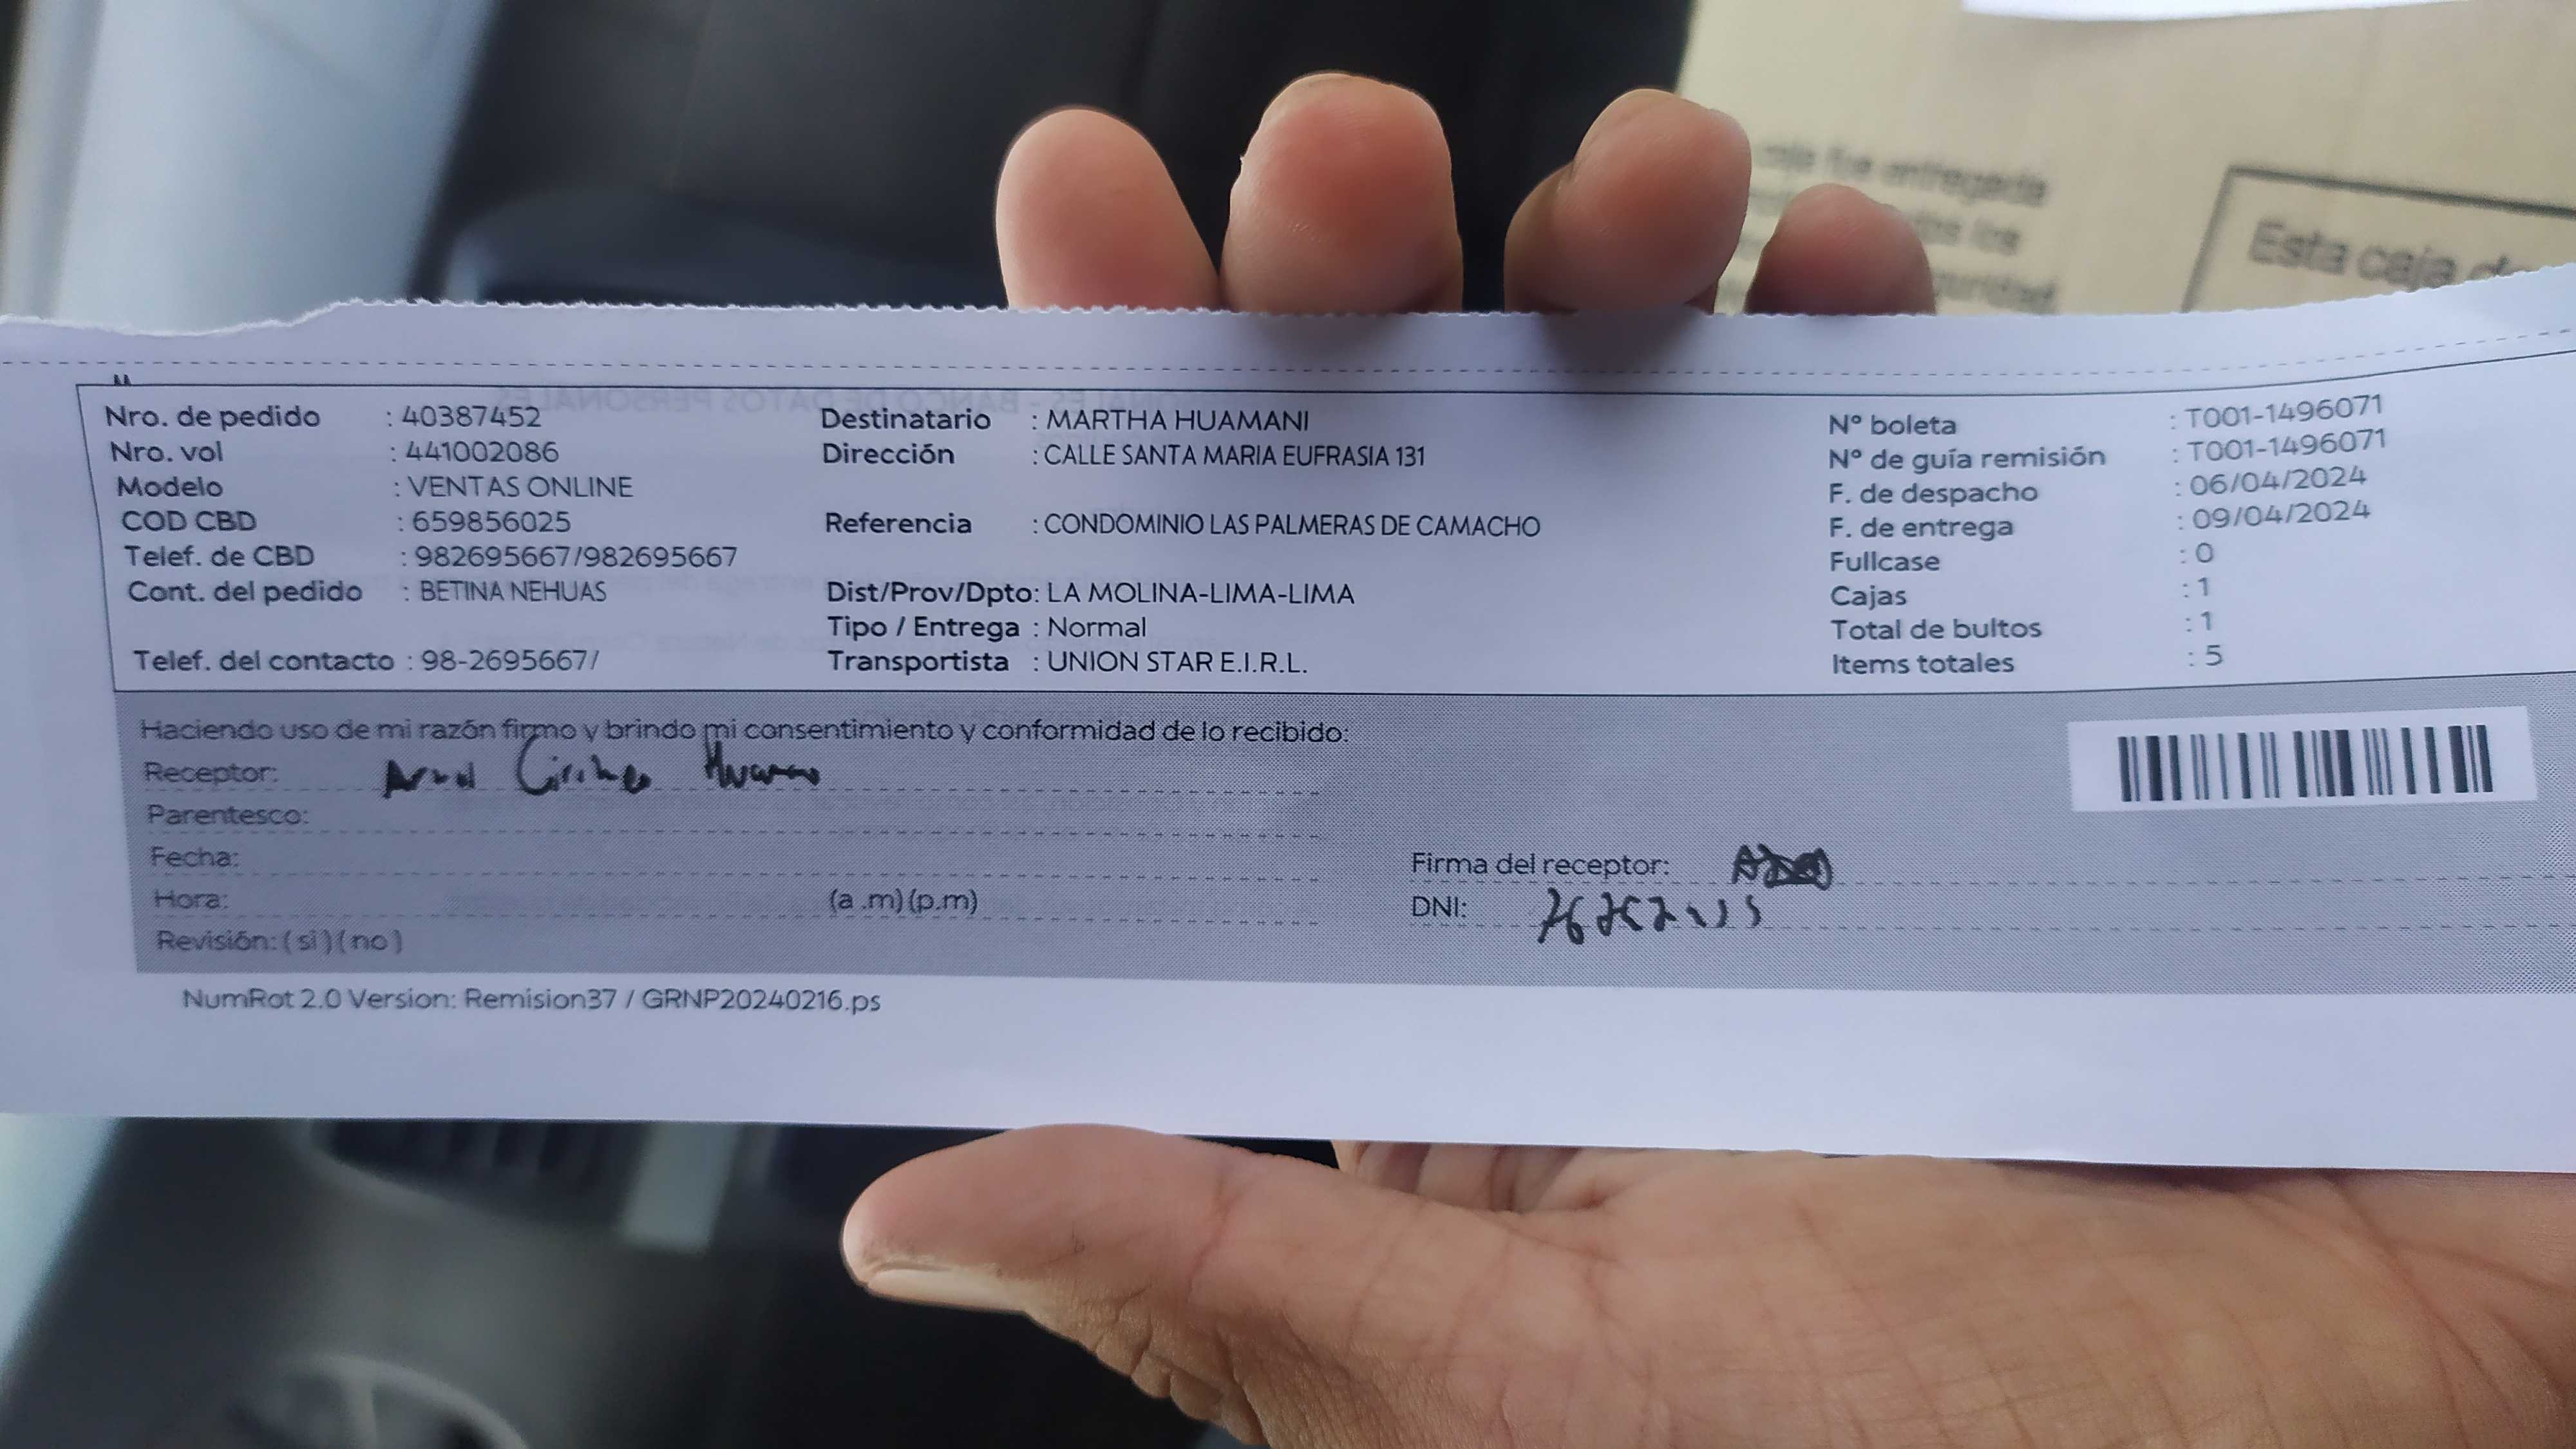 Esta caja
Nro. de pedido : 40387452
Nro. vol : 441002086
Modelo : VENTAS ONLINE
COD CBD : 659856025
Telef. de CBD : 982695667/982695667
Cont. del pedido : BETINA NEHUAS
Telef. del contacto : 98-2695667/
Destinatario : MARTHA HUAMANI
Dirección : CALLE SANTA MARIA EUFRASIA 131
Referencia : CONDOMINIO LAS PALMERAS DE CAMACHO
Dist/Prov/Dpto: LA MOLINA-LIMA-LIMA
Tipo / Entrega : Normal
Transportista : UNION STAR E.I.R.L.
Nº boleta : T001-1496071
Nº de guía remisión : T001-1496071
F. de despacho : 06/04/2024
F. de entrega : 09/04/2024
Fullcase : 0
Cajas : 1
Total de bultos : 1
Items totales : 5
Haciendo uso de mi razón firmo y brindo mi consentimiento y conformidad de lo recibido:
Receptor:
Parentesco:
Fecha:
Hora: (a .m) (p.m)
Revisión: ( si ) ( no )
Firma del receptor:
DNI:
NumRot 2.0 Version: Remision37 / GRNP20240216.ps